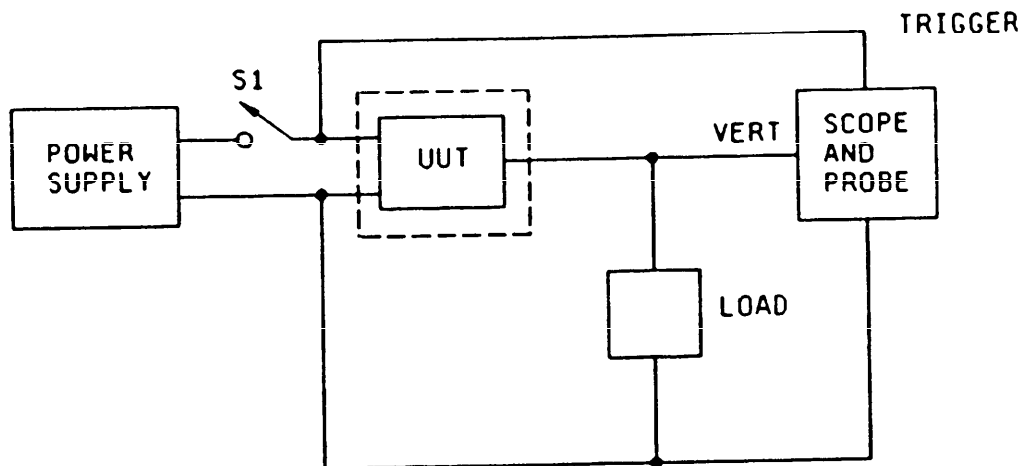 TRIGGER
S1
POWER
SUPPLY
UUT
VERT
SCOPE
AND
PROBE
LOAD